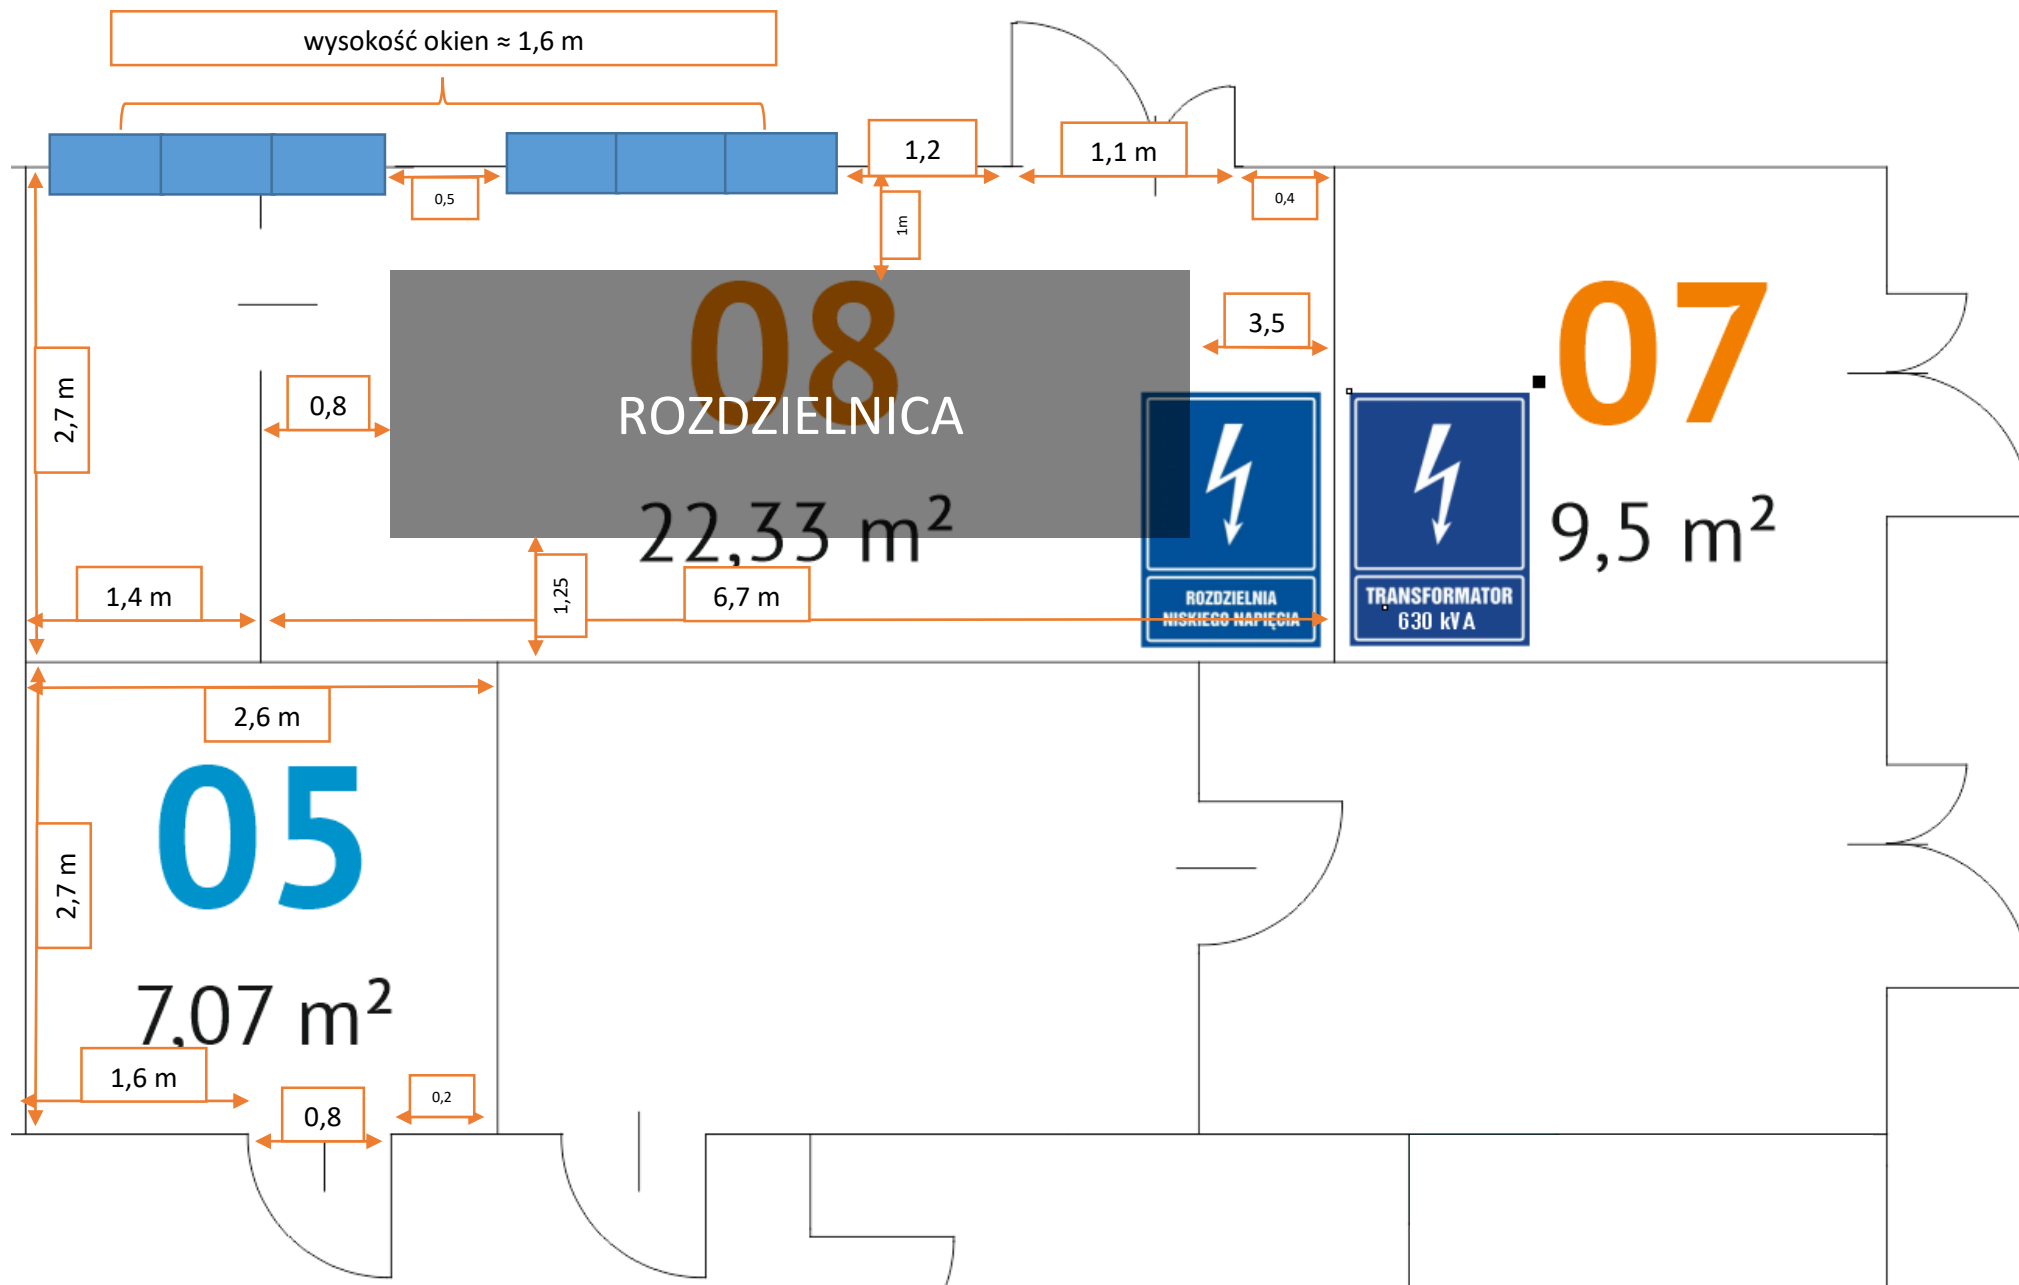 wysokość okien ≈ 1,6 m
1,2
1,1 m
0,5
0,4
1m
08
.07
3,5
2,7 m
0,8
ROZDZIELNICA
22,33 m²
9,5 m²
1,4 m
1,25
6,7 m
ROZDZIELNIA
NISKIEGO NAPIĘCIA
TRANSFORMATOR
630 kVA
2,6 m
05
2,7 m
7,07 m²
1,6 m
0,8
0,2